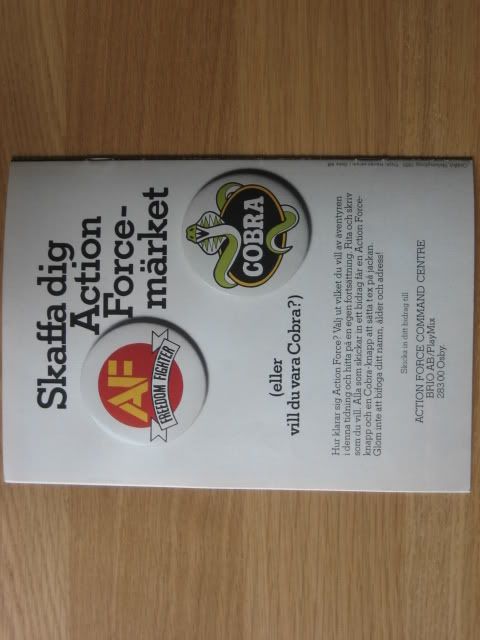 Skaffa dig
Action
Force-
märket
AF
FREEDOM FIGHTER
COBRA
(eller
vill du vara Cobra?)
Hur klarar sig Action Force? Välj ut vilket du vill av äventyren
i denna tidning och hitta på en egen fortsättning. Rita och skriv
som du vill. Alla som skickar in ett bidrag får en Action Force-
knapp och en Cobra-knapp att sätta t ex på jackan.
Glöm inte att bifoga ditt namn, ålder och adress!
Skicka in ditt bidrag till
ACTION FORCE COMMAND CENTRE
BRIO AB/PlayMix
283 00 Osby.